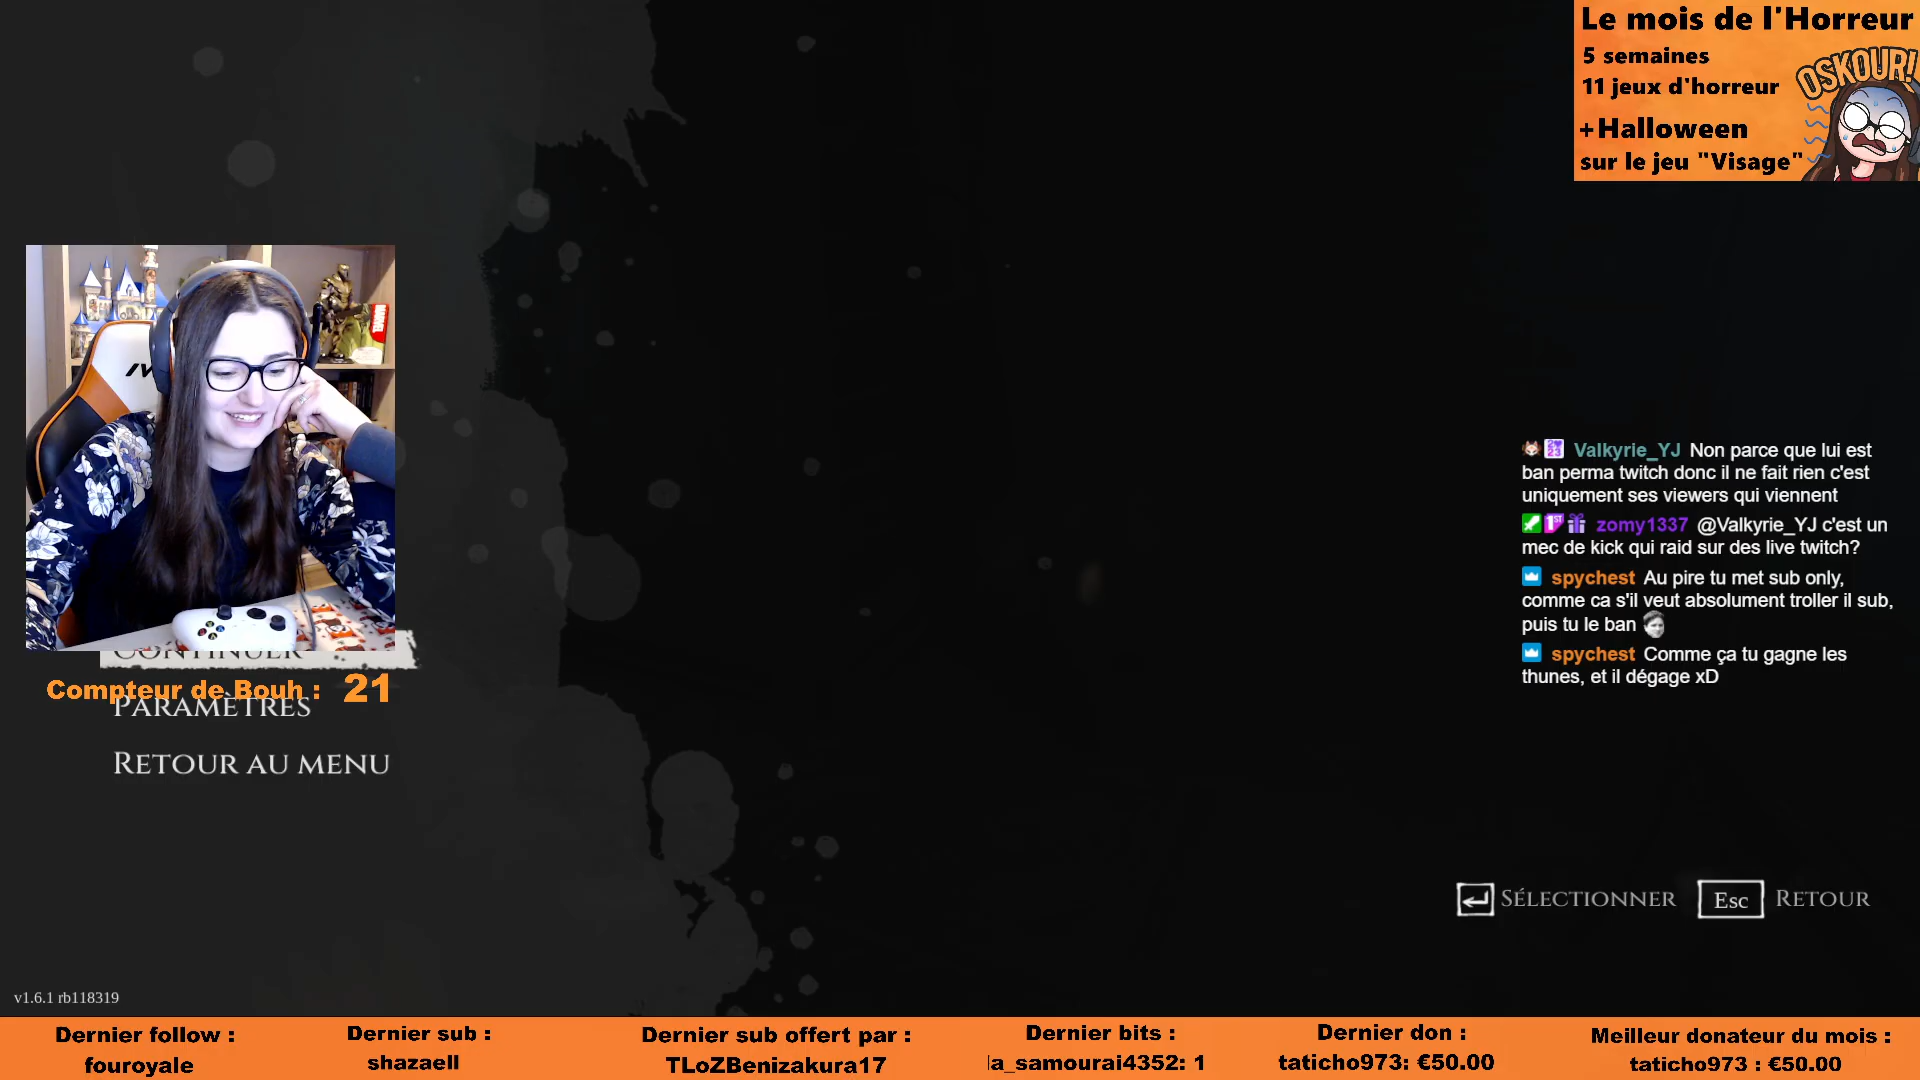 Le mois de l'Horreur
5 semaines
11 jeux d'horreur
+Halloween
sur le jeu "Visage"
OSKOUR!
MARVEL
Valkyrie_YJ Non parce que lui est
ban perma twitch donc il ne fait rien c'est
uniquement ses viewers qui viennent
zomy1337 @Valkyrie_YJ c'est un
mec de kick qui raid sur des live twitch?
spychest Au pire tu met sub only,
comme ca s'il veut absolument troller il sub,
puis tu le ban
spychest Comme ça tu gagne les
thunes, et il dégage xD
Continuer
Compteur de Bouh : 21
Paramètres
Retour au menu
Sélectionner Esc Retour
v1.6.1 rb118319
Dernier follow :
fouroyale
Dernier sub :
shazaell
Dernier sub offert par :
TLoZBenizakura17
Dernier bits :
la_samourai4352: 1
Dernier don :
taticho973: €50.00
Meilleur donateur du mois :
taticho973 : €50.00